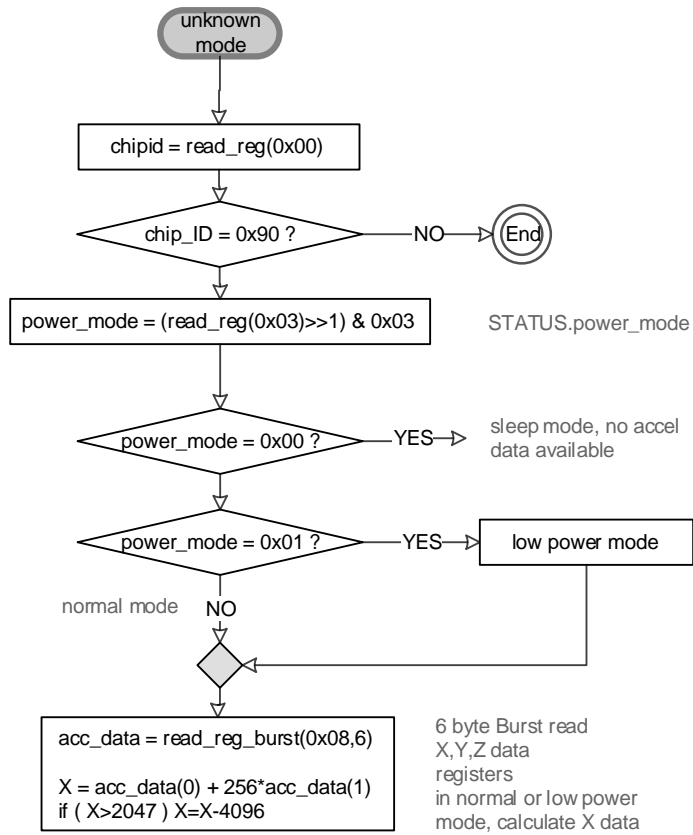 unknown
mode
chipid = read_reg(0x00)
chip_ID = 0x90 ?
NO
End
power_mode = (read_reg(0x03)>>1) & 0x03
STATUS.power_mode
power_mode = 0x00 ?
YES
sleep mode, no accel
data available
power_mode = 0x01 ?
YES
low power mode
normal mode
NO
acc_data = read_reg_burst(0x08,6)
X = acc_data(0) + 256*acc_data(1)
if ( X>2047 ) X=X-4096
6 byte Burst read
X,Y,Z data
registers
in normal or low power
mode, calculate X data